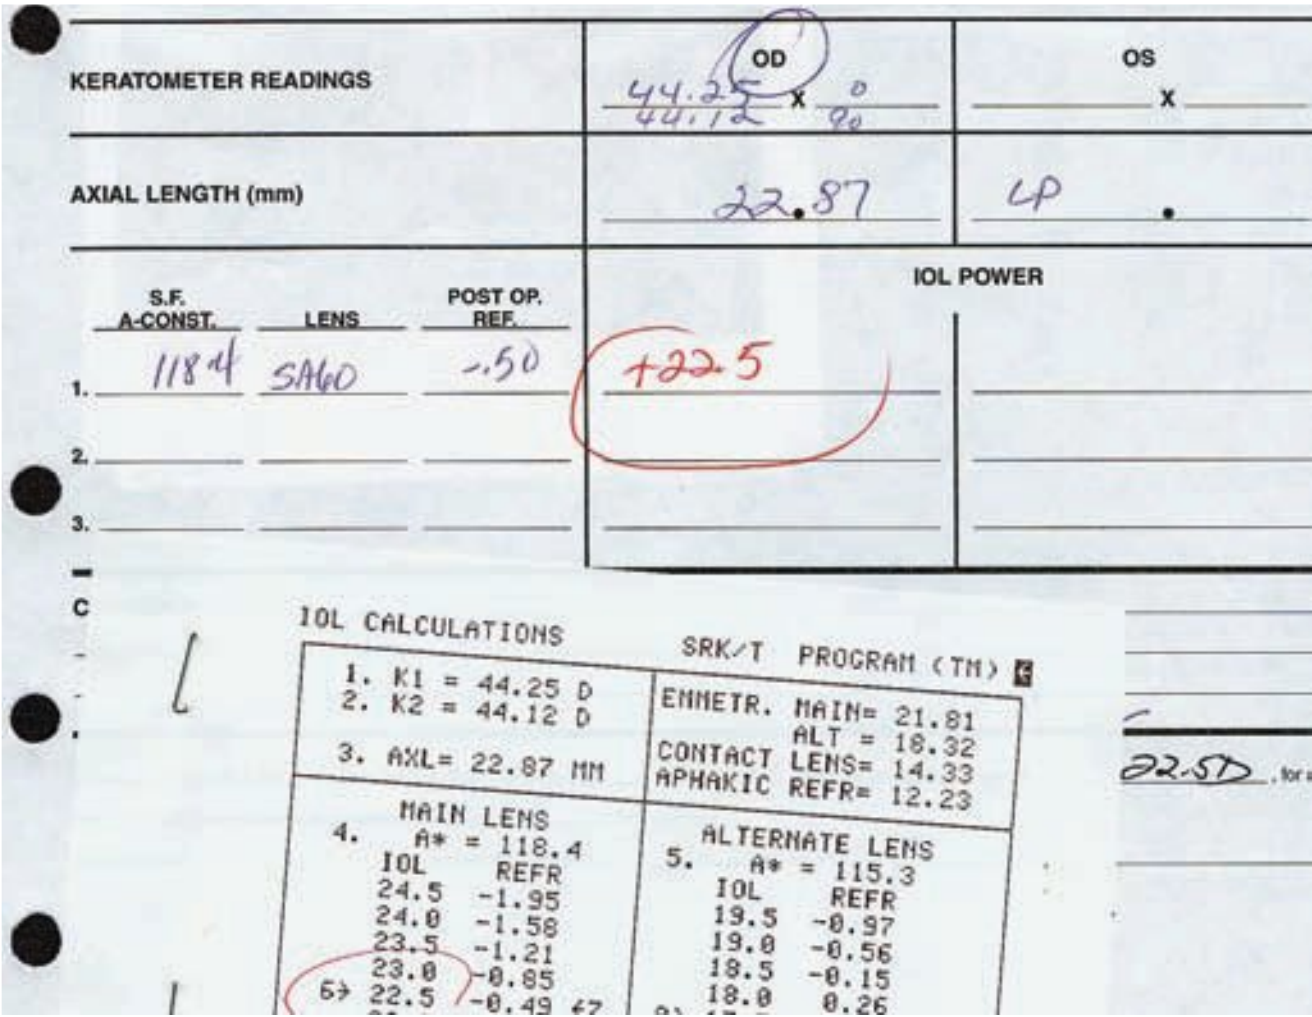 KERATOMETER READINGS
OD
44.25 x 0
44.12 90
OS
x
AXIAL LENGTH (mm)
22.87
LP .
S.F.
A-CONST.
LENS
POST OP.
REF.
IOL POWER
1. 118.4 SA60 -.50 +22.5
2.
3.
C
IOL CALCULATIONS SRK/T PROGRAM (TM)
1. K1 = 44.25 D
2. K2 = 44.12 D
3. AXL= 22.87 MM
EMMETR. MAIN= 21.81
ALT = 18.32
CONTACT LENS= 14.33
APHAKIC REFR= 12.23
22.5D, for
MAIN LENS
4. A* = 118.4
IOL REFR
24.5 -1.95
24.0 -1.58
23.5 -1.21
23.0 -0.85
6> 22.5 -0.49 <7
ALTERNATE LENS
5. A* = 115.3
IOL REFR
19.5 -0.97
19.0 -0.56
18.5 -0.15
18.0 0.26